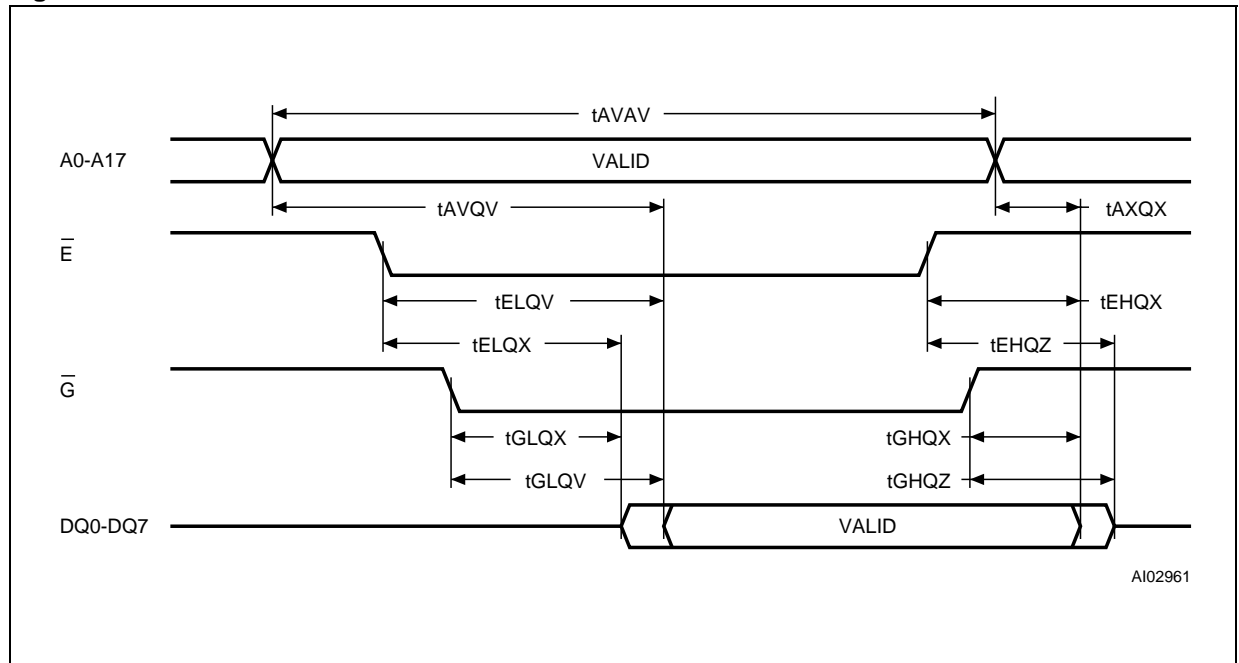 tAVAV
A0-A17
VALID
tAVQV
tAXQX
E̅
tELQV
tEHQX
tELQX
tEHQZ
G̅
tGLQX
tGHQX
tGLQV
tGHQZ
DQ0-DQ7
VALID
AI02961